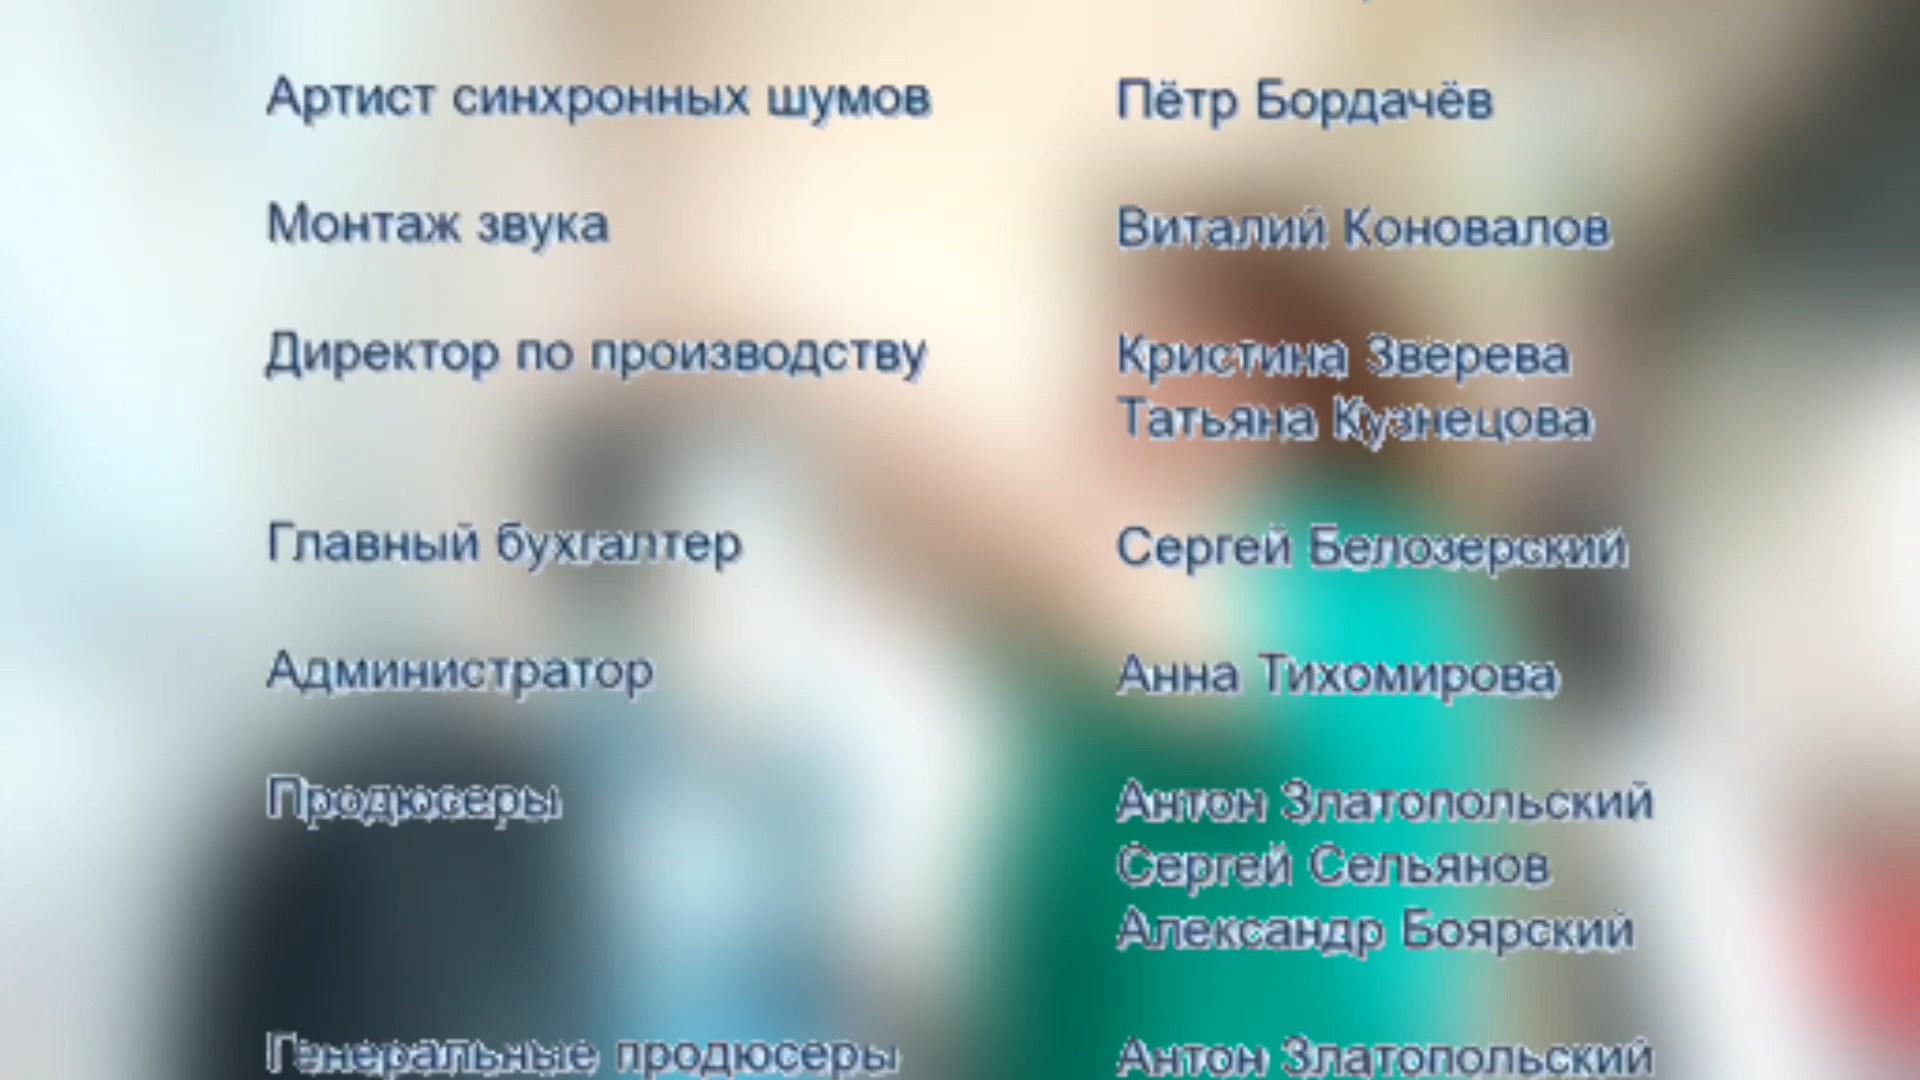 Артист синхронных шумов Пётр Бордачёв
Монтаж звука Виталий Коновалов
Директор по производству Кристина Зверева
Татьяна Кузнецова
Главный бухгалтер Сергей Белозерский
Администратор Анна Тихомирова
Продюсеры Антон Златопольский
Сергей Сельянов
Александр Боярский
Генеральные продюсеры Антон Златопольский